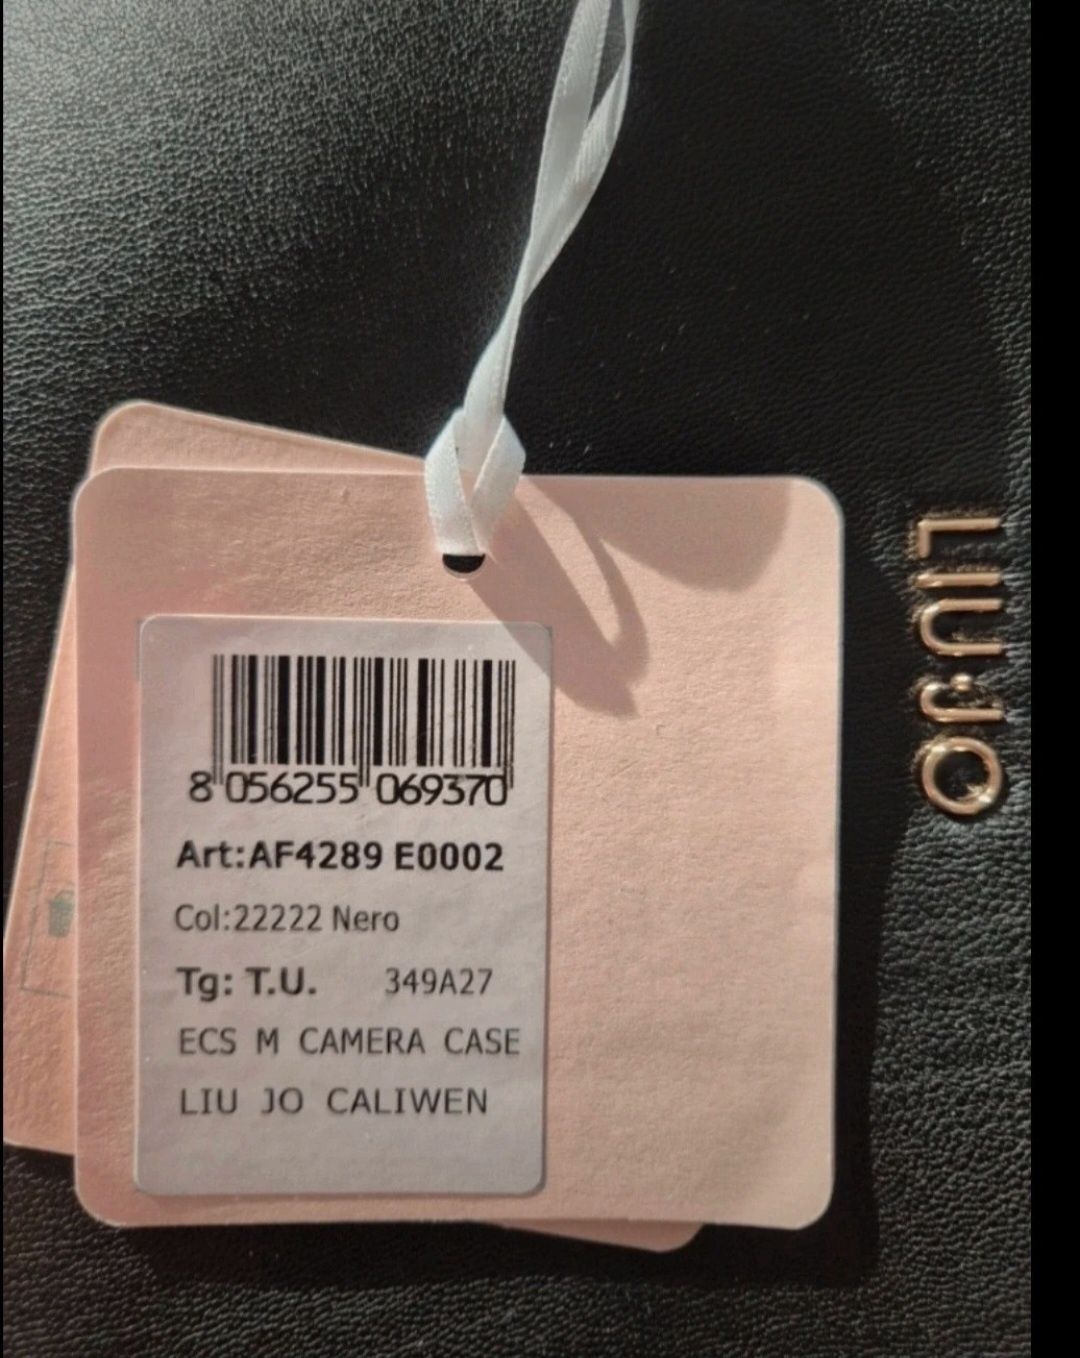 8 056255 069370
Art:AF4289 E0002
Col:22222 Nero
Tg: T.U. 349A27
ECS M CAMERA CASE
LIU JO CALIWEN
LIU·JO